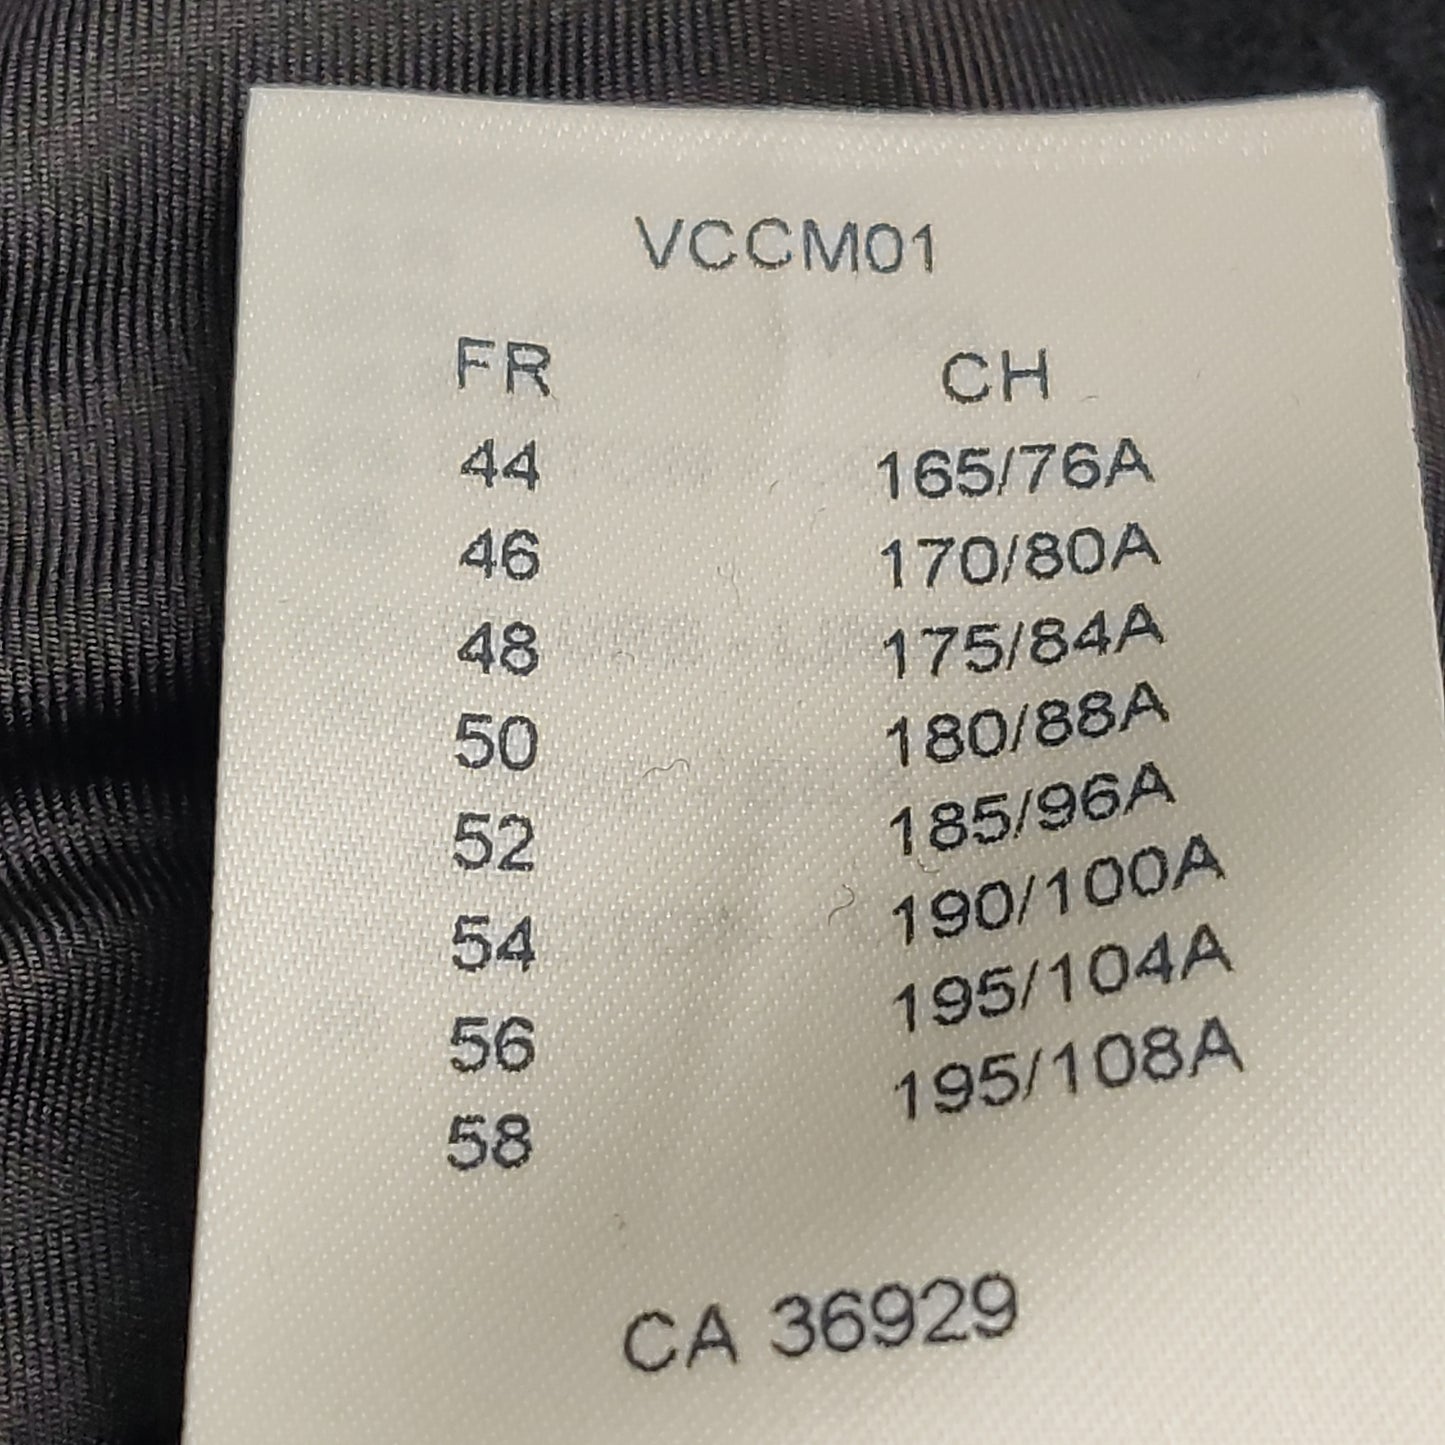 VCCM01
FR CH
44 165/76A
46 170/80A
48 175/84A
50 180/88A
52 185/96A
54 190/100A
56 195/104A
58 195/108A
CA 36929